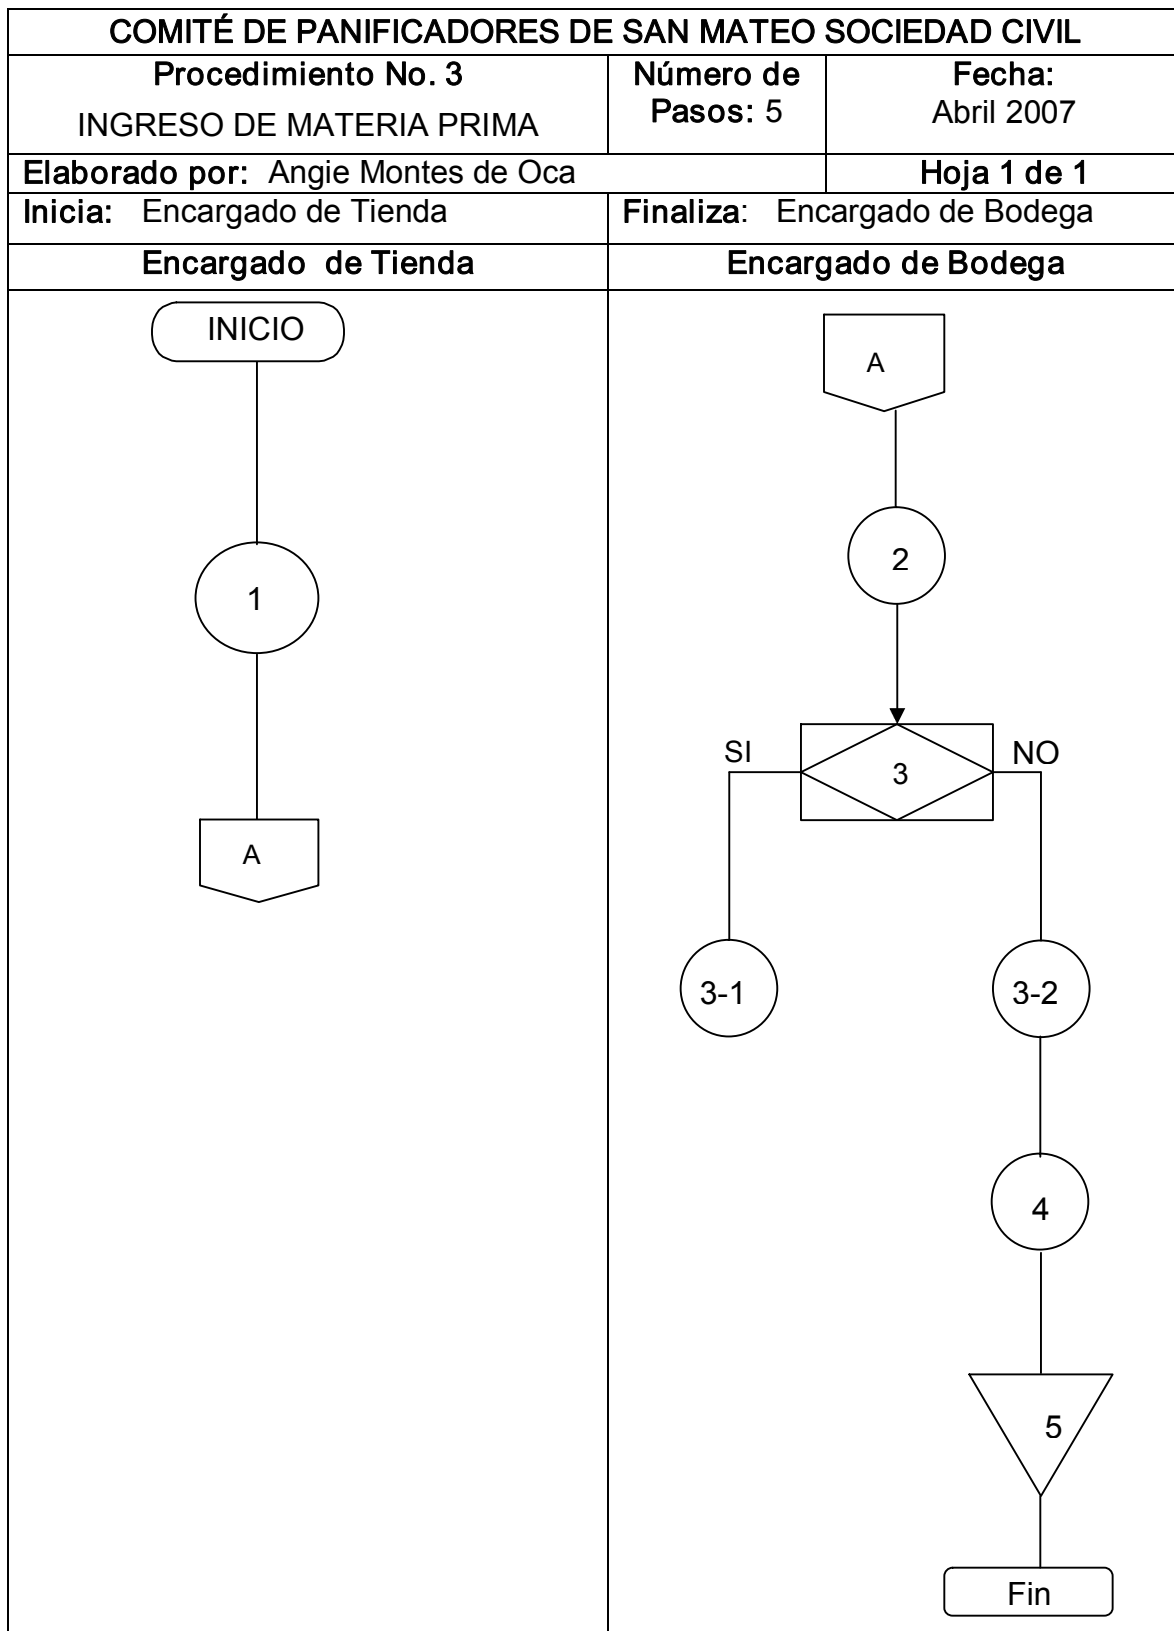 COMITÉ DE PANIFICADORES DE SAN MATEO SOCIEDAD CIVIL
Procedimiento No. 3
INGRESO DE MATERIA PRIMA
Número de
Pasos: 5
Fecha:
Abril 2007
Elaborado por: Angie Montes de Oca
Hoja 1 de 1
Inicia: Encargado de Tienda
Finaliza: Encargado de Bodega
Encargado de Tienda
Encargado de Bodega
INICIO
1
A
A
2
SI
3
NO
3-1
3-2
4
5
Fin